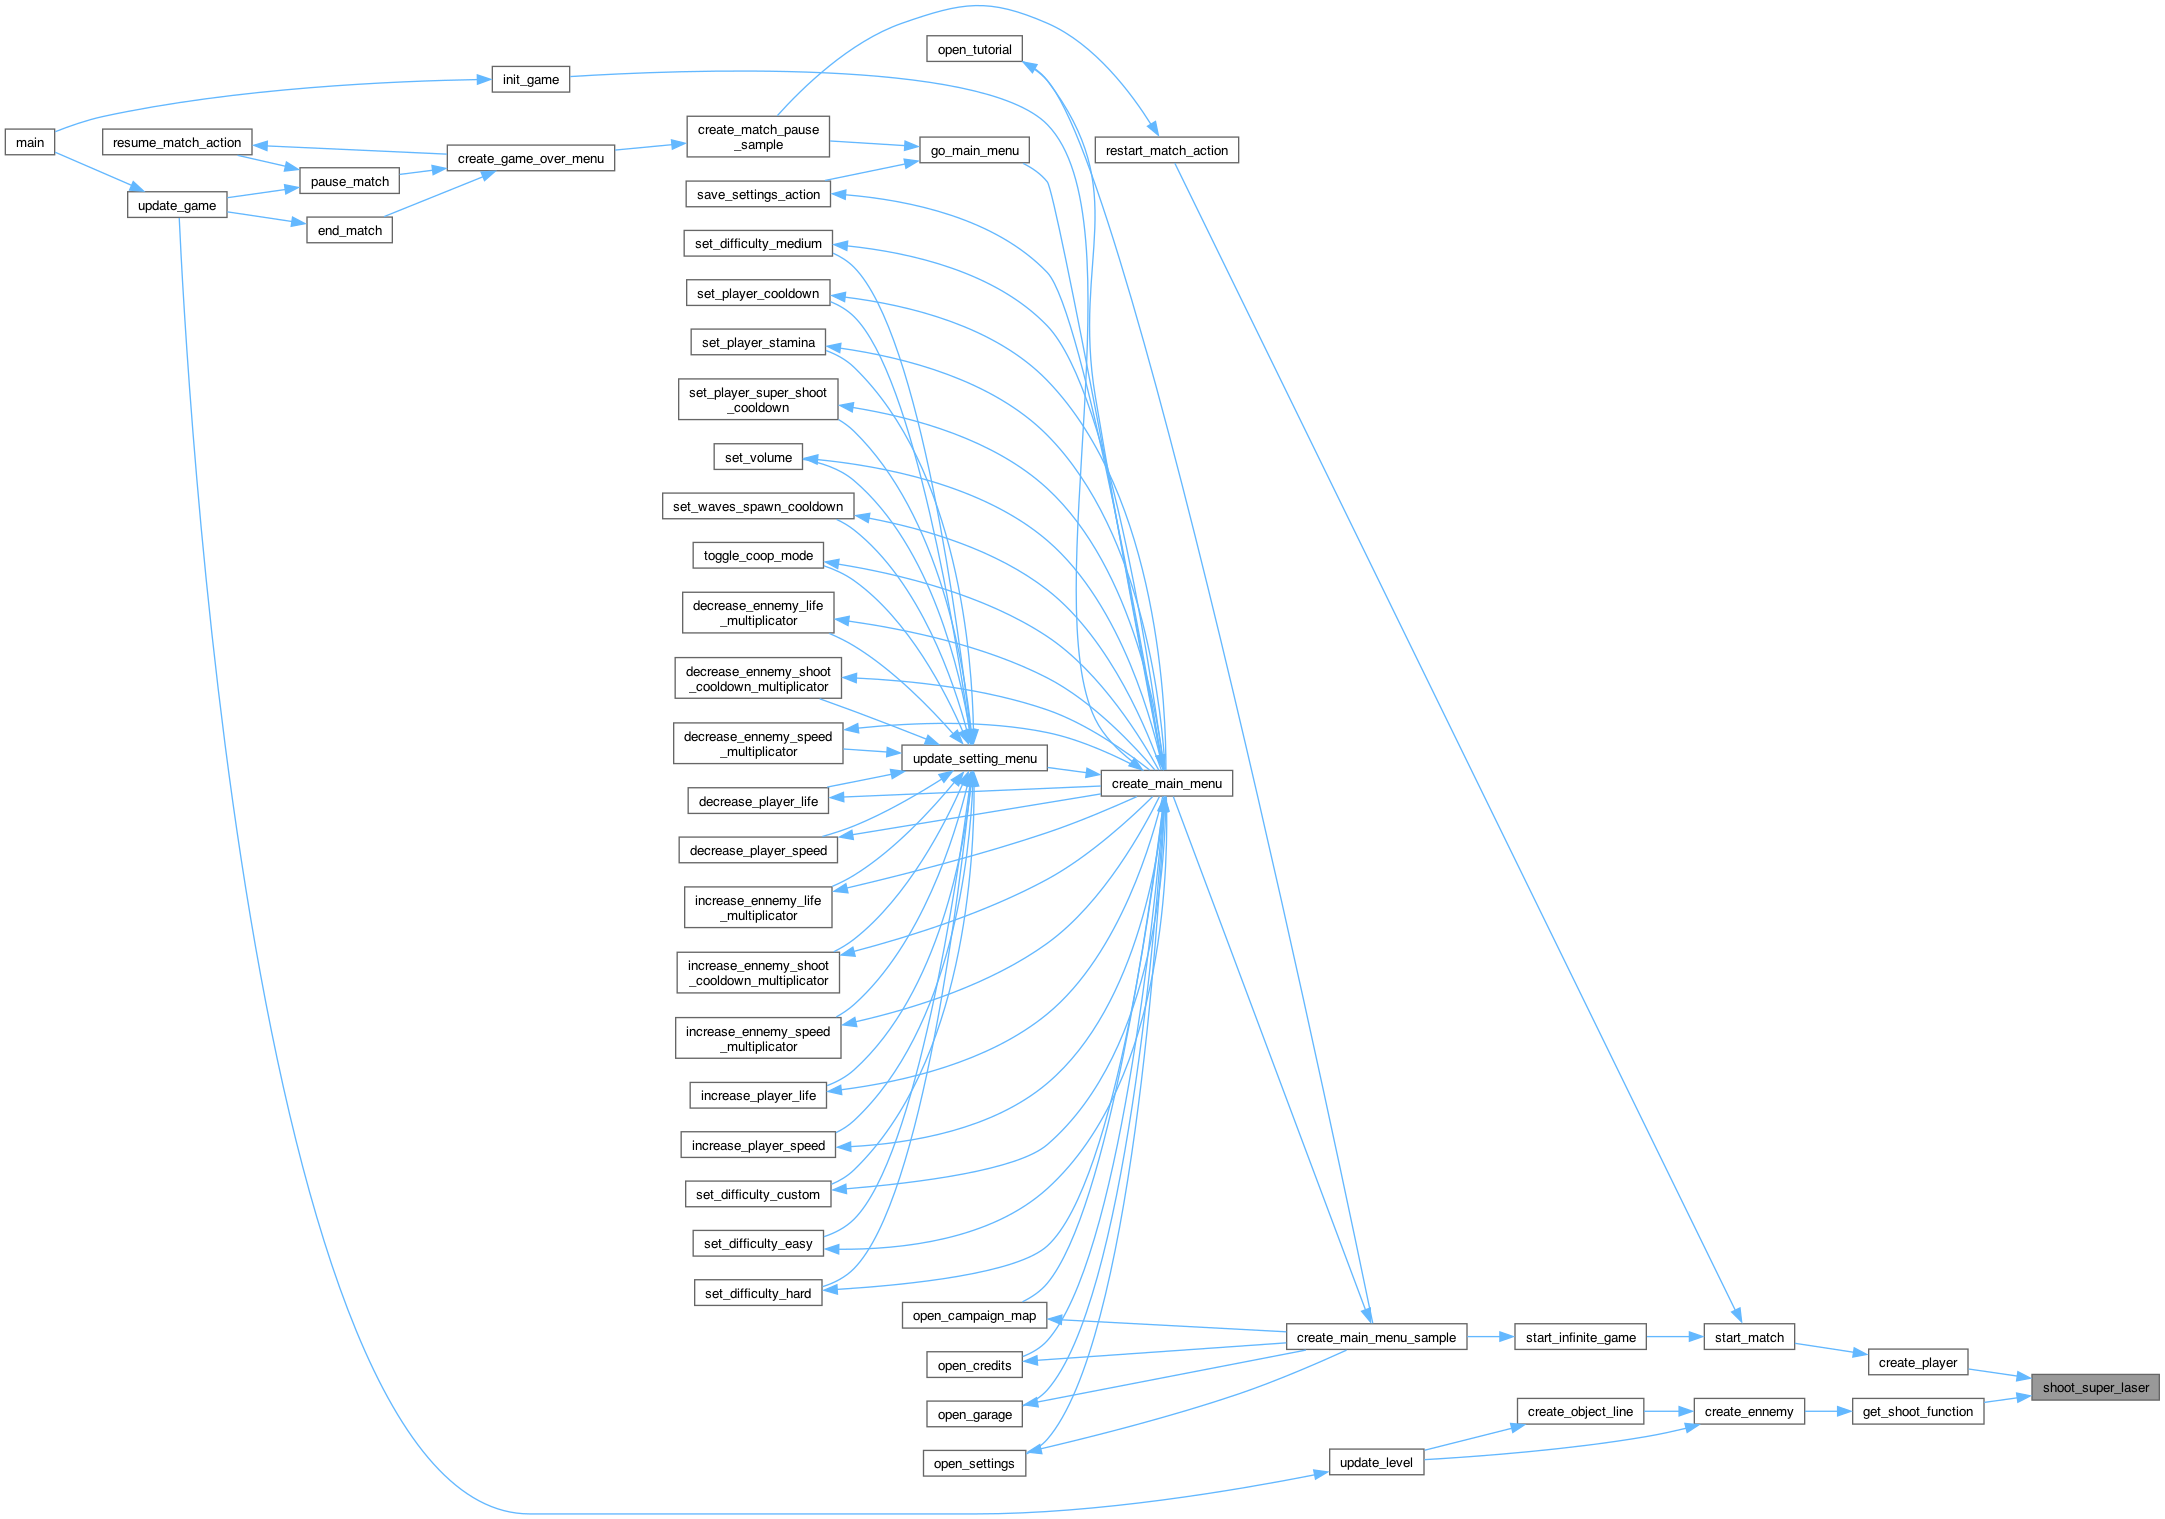 open_tutorial
init_game
main
resume_match_action
create_game_over_menu
pause_match
update_game
end_match
create_match_pause
_sample
go_main_menu
restart_match_action
save_settings_action
set_difficulty_medium
set_player_cooldown
set_player_stamina
set_player_super_shoot
_cooldown
set_volume
set_waves_spawn_cooldown
toggle_coop_mode
decrease_ennemy_life
_multiplicator
decrease_ennemy_shoot
_cooldown_multiplicator
decrease_ennemy_speed
_multiplicator
update_setting_menu
create_main_menu
decrease_player_life
decrease_player_speed
increase_ennemy_life
_multiplicator
increase_ennemy_shoot
_cooldown_multiplicator
increase_ennemy_speed
_multiplicator
increase_player_life
increase_player_speed
set_difficulty_custom
set_difficulty_easy
set_difficulty_hard
open_campaign_map
create_main_menu_sample
start_infinite_game
start_match
open_credits
create_player
shoot_super_laser
open_garage
create_object_line
create_ennemy
get_shoot_function
open_settings
update_level